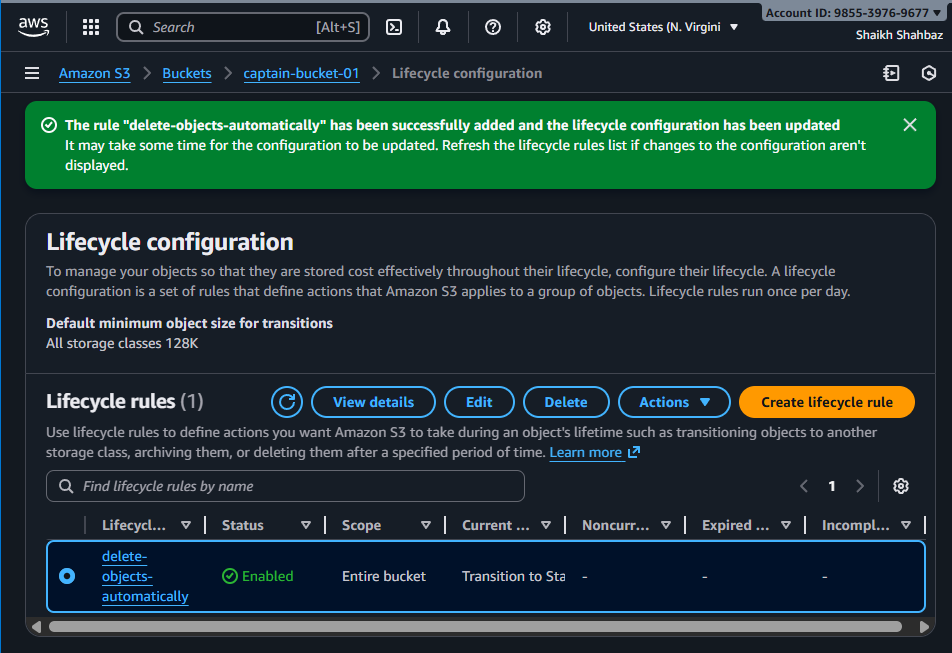 aws
Search [Alt+S]
United States (N. Virgini
Account ID: 9855-3976-9677
Shaikh Shahbaz
Amazon S3 > Buckets > captain-bucket-01 > Lifecycle configuration
The rule "delete-objects-automatically" has been successfully added and the lifecycle configuration has been updated
It may take some time for the configuration to be updated. Refresh the lifecycle rules list if changes to the configuration aren't
displayed.
Lifecycle configuration
To manage your objects so that they are stored cost effectively throughout their lifecycle, configure their lifecycle. A lifecycle
configuration is a set of rules that define actions that Amazon S3 applies to a group of objects. Lifecycle rules run once per day.
Default minimum object size for transitions
All storage classes 128K
Lifecycle rules (1)
View details
Edit
Delete
Actions
Create lifecycle rule
Use lifecycle rules to define actions you want Amazon S3 to take during an object's lifetime such as transitioning objects to another
storage class, archiving them, or deleting them after a specified period of time. Learn more
Find lifecycle rules by name
1
Lifecycl... Status Scope Current ... Noncurr... Expired ... Incompl...
delete-
objects-
automatically
Enabled
Entire bucket
Transition to Sta
-
-
-